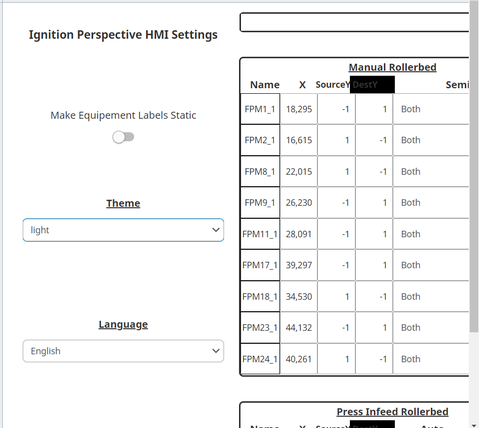 Ignition Perspective HMI Settings
Make Equipement Labels Static
Theme
light
Language
English
Manual Rollerbed
Name X SourceY DestY Semi
FPM1_1 18,295 -1 1 Both
FPM2_1 16,615 1 -1 Both
FPM8_1 22,015 1 -1 Both
FPM9_1 26,230 -1 1 Both
FPM11_1 28,091 -1 1 Both
FPM17_1 39,297 -1 1 Both
FPM18_1 34,530 1 -1 Both
FPM23_1 44,132 -1 1 Both
FPM24_1 40,261 1 -1 Both
Press Infeed Rollerbed
Name X SourceY Auto